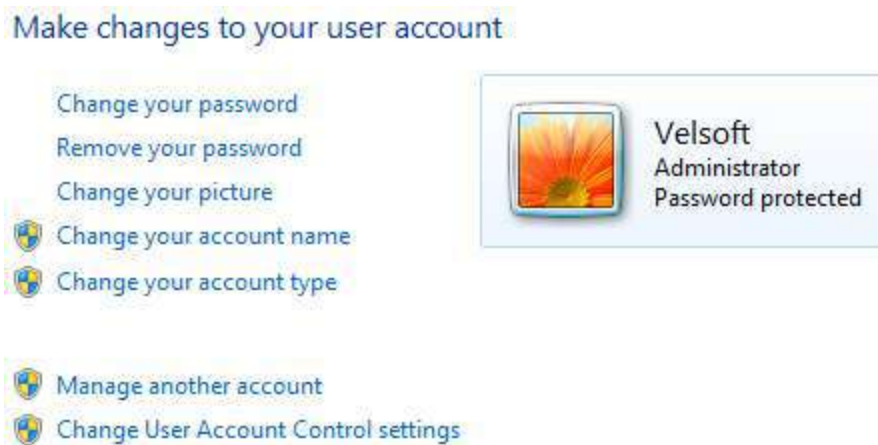 Make changes to your user account
Change your password
Remove your password
Change your picture
Change your account name
Change your account type
Manage another account
Change User Account Control settings
Velsoft
Administrator
Password protected